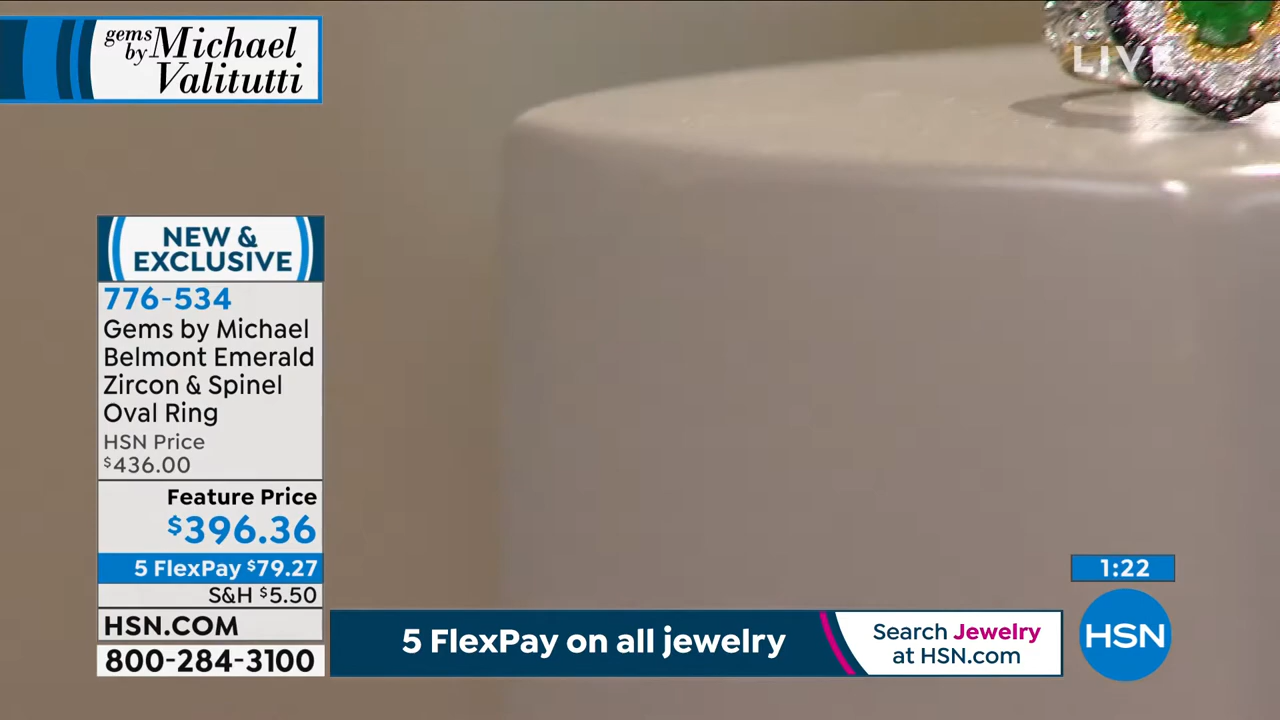 gems
by Michael
Valitutti
LIVE
NEW &
EXCLUSIVE
776-534
Gems by Michael
Belmont Emerald
Zircon & Spinel
Oval Ring
HSN Price
$436.00
Feature Price
$396.36
5 FlexPay $79.27
S&H $5.50
HSN.COM
800-284-3100
5 FlexPay on all jewelry
Search Jewelry
at HSN.com
1:22
HSN